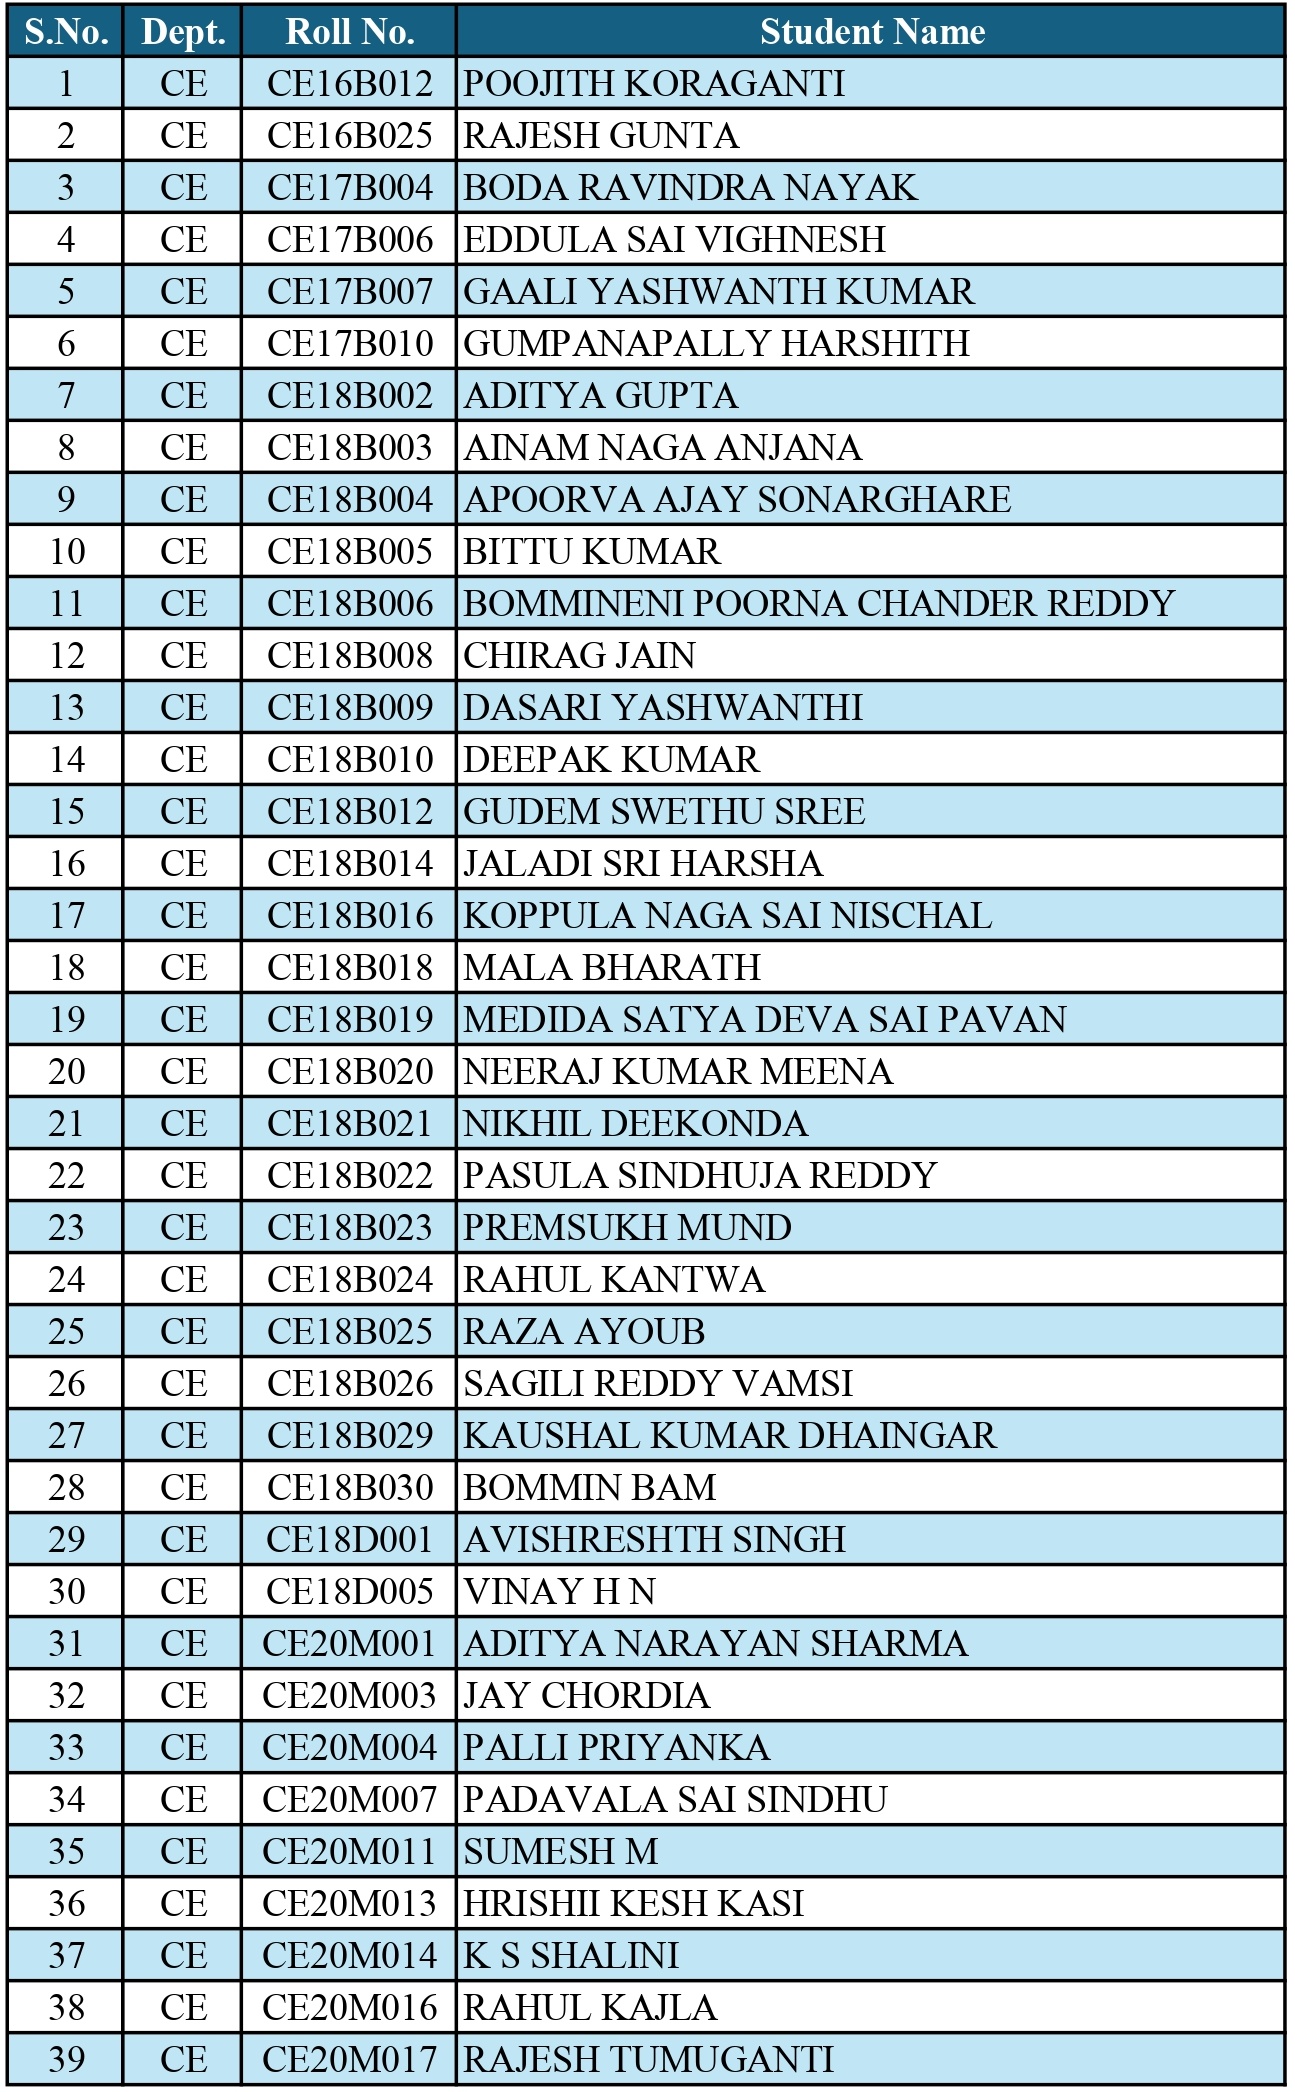 S.No. Dept. Roll No. Student Name
1 CE CE16B012 POOJITH KORAGANTI
2 CE CE16B025 RAJESH GUNTA
3 CE CE17B004 BODA RAVINDRA NAYAK
4 CE CE17B006 EDDULA SAI VIGHNESH
5 CE CE17B007 GAALI YASHWANTH KUMAR
6 CE CE17B010 GUMPANAPALLY HARSHITH
7 CE CE18B002 ADITYA GUPTA
8 CE CE18B003 AINAM NAGA ANJANA
9 CE CE18B004 APOORVA AJAY SONARGHARE
10 CE CE18B005 BITTU KUMAR
11 CE CE18B006 BOMMINENI POORNA CHANDER REDDY
12 CE CE18B008 CHIRAG JAIN
13 CE CE18B009 DASARI YASHWANTHI
14 CE CE18B010 DEEPAK KUMAR
15 CE CE18B012 GUDEM SWETHU SREE
16 CE CE18B014 JALADI SRI HARSHA
17 CE CE18B016 KOPPULA NAGA SAI NISCHAL
18 CE CE18B018 MALA BHARATH
19 CE CE18B019 MEDIDA SATYA DEVA SAI PAVAN
20 CE CE18B020 NEERAJ KUMAR MEENA
21 CE CE18B021 NIKHIL DEEKONDA
22 CE CE18B022 PASULA SINDHUJA REDDY
23 CE CE18B023 PREMSUKH MUND
24 CE CE18B024 RAHUL KANTWA
25 CE CE18B025 RAZA AYOUB
26 CE CE18B026 SAGILI REDDY VAMSI
27 CE CE18B029 KAUSHAL KUMAR DHAINGAR
28 CE CE18B030 BOMMIN BAM
29 CE CE18D001 AVISHRESHTH SINGH
30 CE CE18D005 VINAY H N
31 CE CE20M001 ADITYA NARAYAN SHARMA
32 CE CE20M003 JAY CHORDIA
33 CE CE20M004 PALLI PRIYANKA
34 CE CE20M007 PADAVALA SAI SINDHU
35 CE CE20M011 SUMESH M
36 CE CE20M013 HRISHII KESH KASI
37 CE CE20M014 K S SHALINI
38 CE CE20M016 RAHUL KAJLA
39 CE CE20M017 RAJESH TUMUGANTI